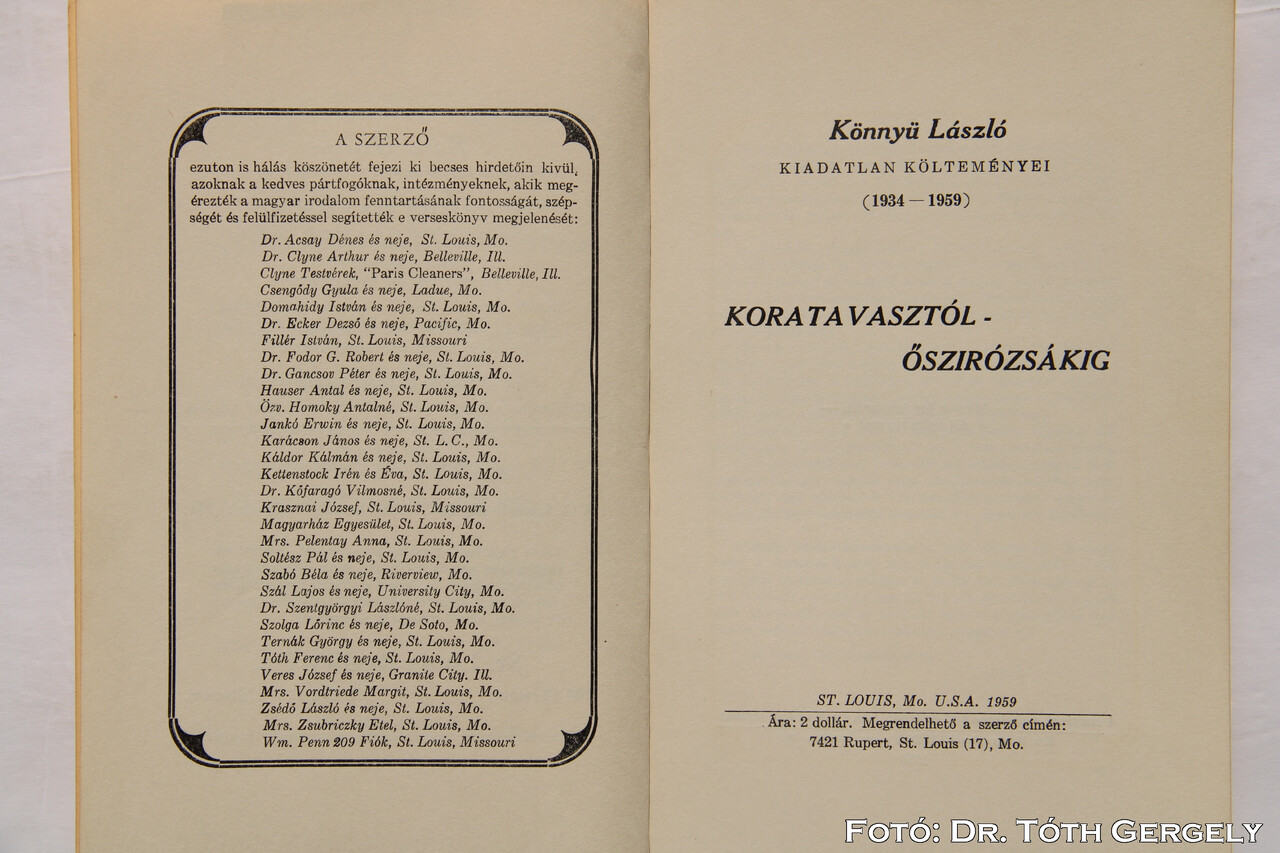 A SZERZŐ
ezuton is hálás köszönetét fejezi ki becses hirdetőin kivül,
azoknak a kedves pártfogóknak, intézményeknek, akik meg-
érezték a magyar irodalom fenntartásának fontosságát, szép-
ségét és felülfizetéssel segítették e verseskönyv megjelenését:
Dr. Acsay Dénes és neje, St. Louis, Mo.
Dr. Clyne Arthur és neje, Belleville, Ill.
Clyne Testvérek, "Paris Cleaners", Belleville, Ill.
Csengődy Gyula és neje, Ladue, Mo.
Domahidy István és neje, St. Louis, Mo.
Dr. Ecker Dezső és neje, Pacific, Mo.
Fillér István, St. Louis, Missouri
Dr. Fodor G. Robert és neje, St. Louis, Mo.
Dr. Gancsov Péter és neje, St. Louis, Mo.
Hauser Antal és neje, St. Louis, Mo.
Özv. Homoky Antalné, St. Louis, Mo.
Jankó Erwin és neje, St. Louis, Mo.
Karácson János és neje, St. L. C., Mo.
Káldor Kálmán és neje, St. Louis, Mo.
Kettenstock Irén és Éva, St. Louis, Mo.
Dr. Kőfaragó Vilmosné, St. Louis, Mo.
Krasznai József, St. Louis, Missouri
Magyarház Egyesület, St. Louis, Mo.
Mrs. Pelentay Anna, St. Louis, Mo.
Soltész Pál és neje, St. Louis, Mo.
Szabó Béla és neje, Riverview, Mo.
Szál Lajos és neje, University City, Mo.
Dr. Szentgyörgyi Lászlóné, St. Louis, Mo.
Szolga Lőrinc és neje, De Soto, Mo.
Ternák György és neje, St. Louis, Mo.
Tóth Ferenc és neje, St. Louis, Mo.
Veres József és neje, Granite City. Ill.
Mrs. Vordtriede Margit, St. Louis, Mo.
Zsédő László és neje, St. Louis, Mo.
Mrs. Zsubriczky Etel, St. Louis, Mo.
Wm. Penn 209 Fiók, St. Louis, Missouri
Könnyü László
KIADATLAN KÖLTEMÉNYEI
(1934 — 1959)
KORATAVASZTÓL -
ŐSZIRÓZSÁKIG
ST. LOUIS, Mo. U.S.A. 1959
Ára: 2 dollár. Megrendelhető a szerző címén:
7421 Rupert, St. Louis (17), Mo.
FOTÓ: DR. TÓTH GERGELY